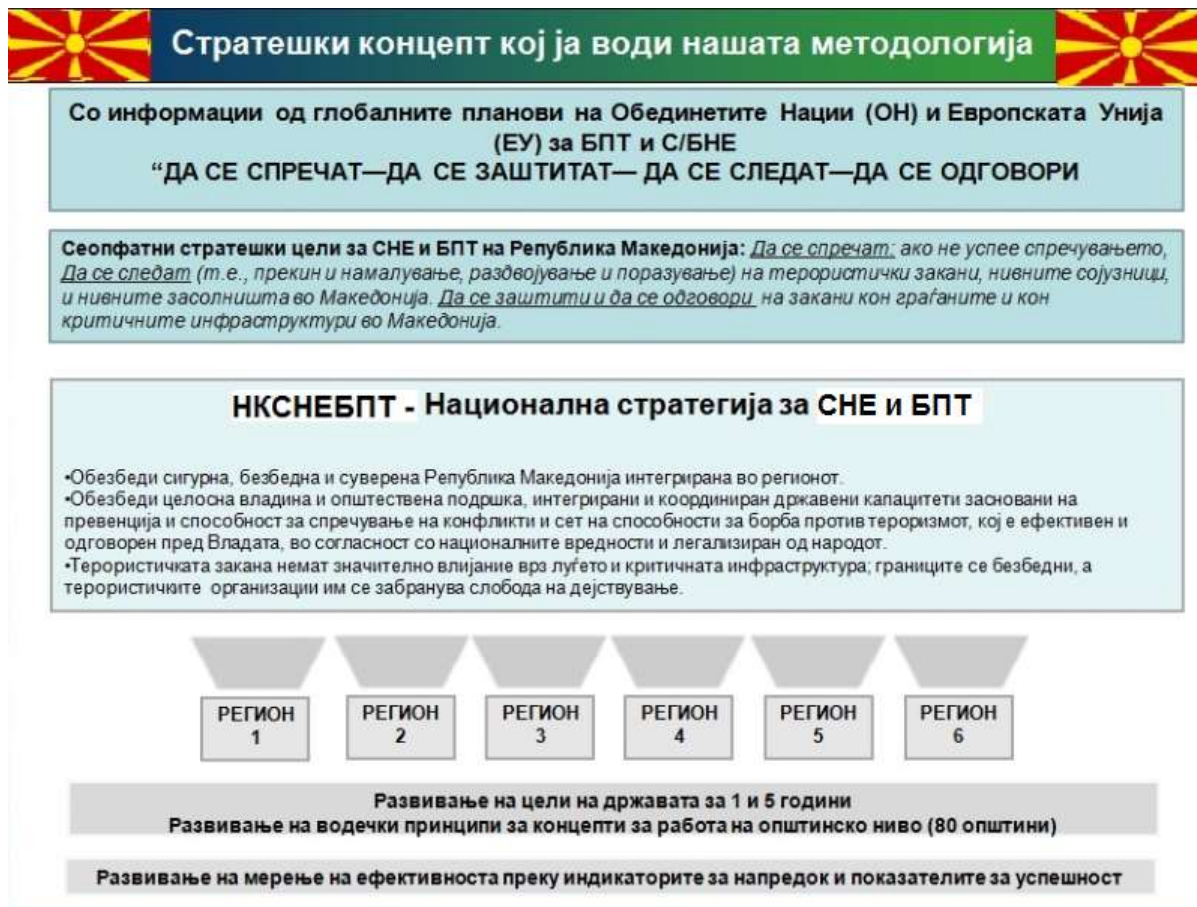 Стратешки концепт кој ја води нашата методологија
Со информации од глобалните планови на Обединетите Нации (ОН) и Европската Унија
(ЕУ) за БПТ и С/БНЕ
“ДА СЕ СПРЕЧАТ—ДА СЕ ЗАШТИТАТ— ДА СЕ СЛЕДАТ—ДА СЕ ОДГОВОРИ
Сеопфатни стратешки цели за СНЕ и БПТ на Република Македонија: Да се спречат; ако не успее спречувањето,
Да се следат (т.е., прекин и намалување, раздвојување и поразување) на терористички закани, нивните сојузници,
и нивните засолништа во Македонија. Да се заштити и да се одговори на закани кон граѓаните и кон
критичните инфраструктури во Македонија.
НКСНЕБПТ - Национална стратегија за СНЕ и БПТ
•Обезбеди сигурна, безбедна и суверена Република Македонија интегрирана во регионот.
•Обезбеди целосна владина и општествена подршка, интегрирани и координиран државени капацитети засновани на
превенција и способност за спречување на конфликти и сет на способности за борба против тероризмот, кој е ефективен и
одговорен пред Владата, во согласност со националните вредности и легализиран од народот.
•Терористичката закана немат значително влијание врз луѓето и критичната инфраструктура; границите се безбедни, а
терористичките организации им се забранува слобода на дејствување.
РЕГИОН
1
РЕГИОН
2
РЕГИОН
3
РЕГИОН
4
РЕГИОН
5
РЕГИОН
6
Развивање на цели на државата за 1 и 5 години
Развивање на водечки принципи за концепти за работа на општинско ниво (80 општини)
Развивање на мерење на ефективноста преку индикаторите за напредок и показателите за успешност